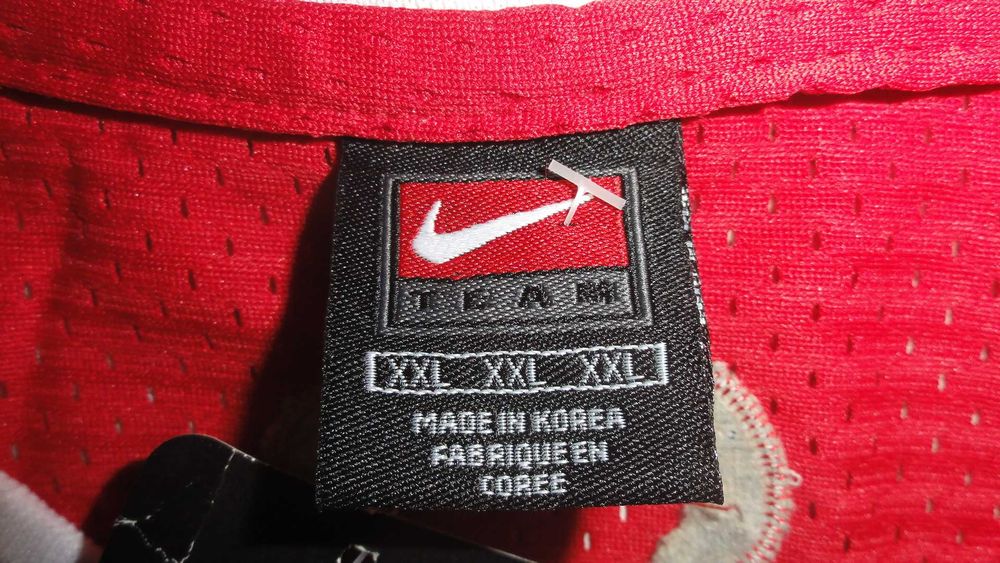 TEAM
XXL XXL XXL
MADE IN KOREA
FABRIQUE EN
COREE